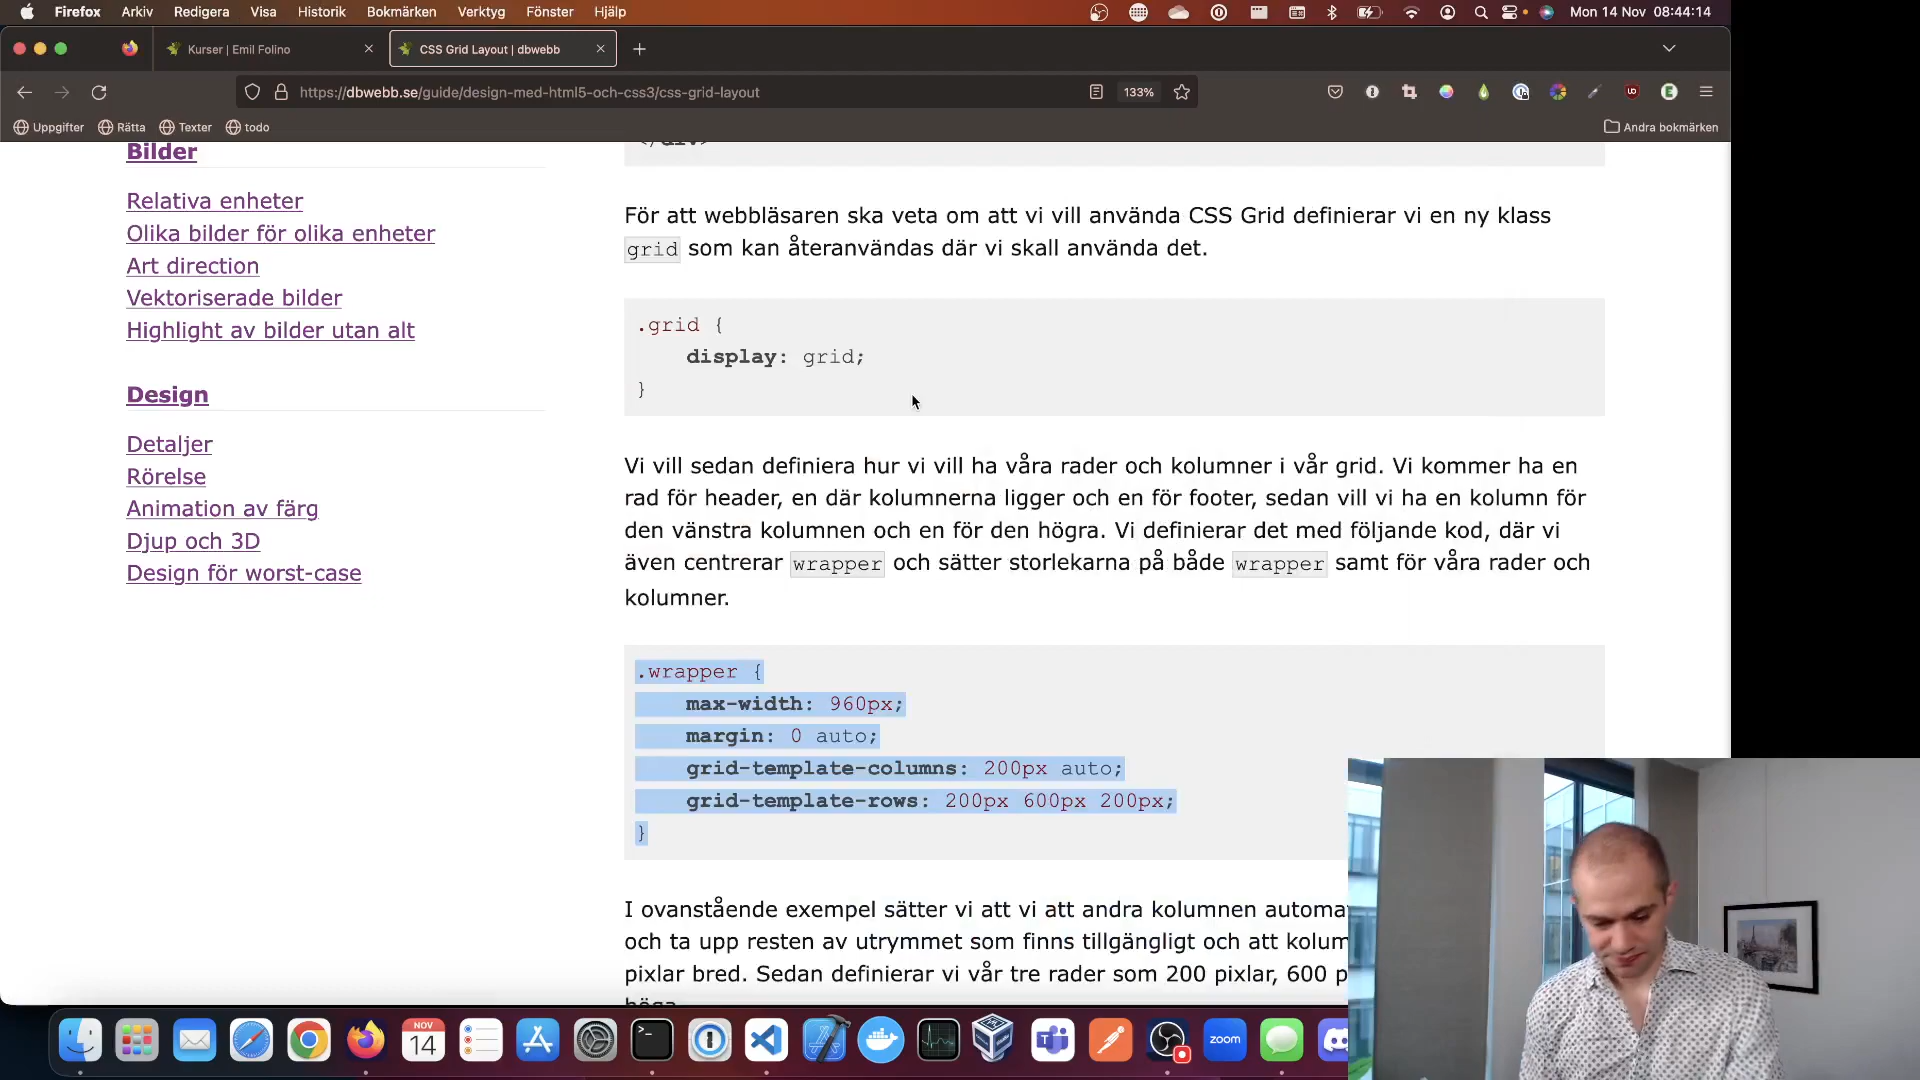 Firefox Arkiv Redigera Visa Historik Bokmärken Verktyg Fönster Hjälp Mon 14 Nov 08:44:14
Kurser | Emil Folino
CSS Grid Layout | dbwebb
https://dbwebb.se/guide/design-med-html5-och-css3/css-grid-layout 133%
Uppgifter Rätta Texter todo Andra bokmärken
Bilder
Relativa enheter
Olika bilder för olika enheter
Art direction
Vektoriserade bilder
Highlight av bilder utan alt
Design
Detaljer
Rörelse
Animation av färg
Djup och 3D
Design för worst-case
</div>
För att webbläsaren ska veta om att vi vill använda CSS Grid definierar vi en ny klass
grid som kan återanvändas där vi skall använda det.
.grid {
display: grid;
}
Vi vill sedan definiera hur vi vill ha våra rader och kolumner i vår grid. Vi kommer ha en
rad för header, en där kolumnerna ligger och en för footer, sedan vill vi ha en kolumn för
den vänstra kolumnen och en för den högra. Vi definierar det med följande kod, där vi
även centrerar wrapper och sätter storlekarna på både wrapper samt för våra rader och
kolumner.
.wrapper {
max-width: 960px;
margin: 0 auto;
grid-template-columns: 200px auto;
grid-template-rows: 200px 600px 200px;
}
I ovanstående exempel sätter vi att vi att andra kolumnen automa
och ta upp resten av utrymmet som finns tillgängligt och att kolum
pixlar bred. Sedan definierar vi vår tre rader som 200 pixlar, 600 p
höga
NOV
14
zoom